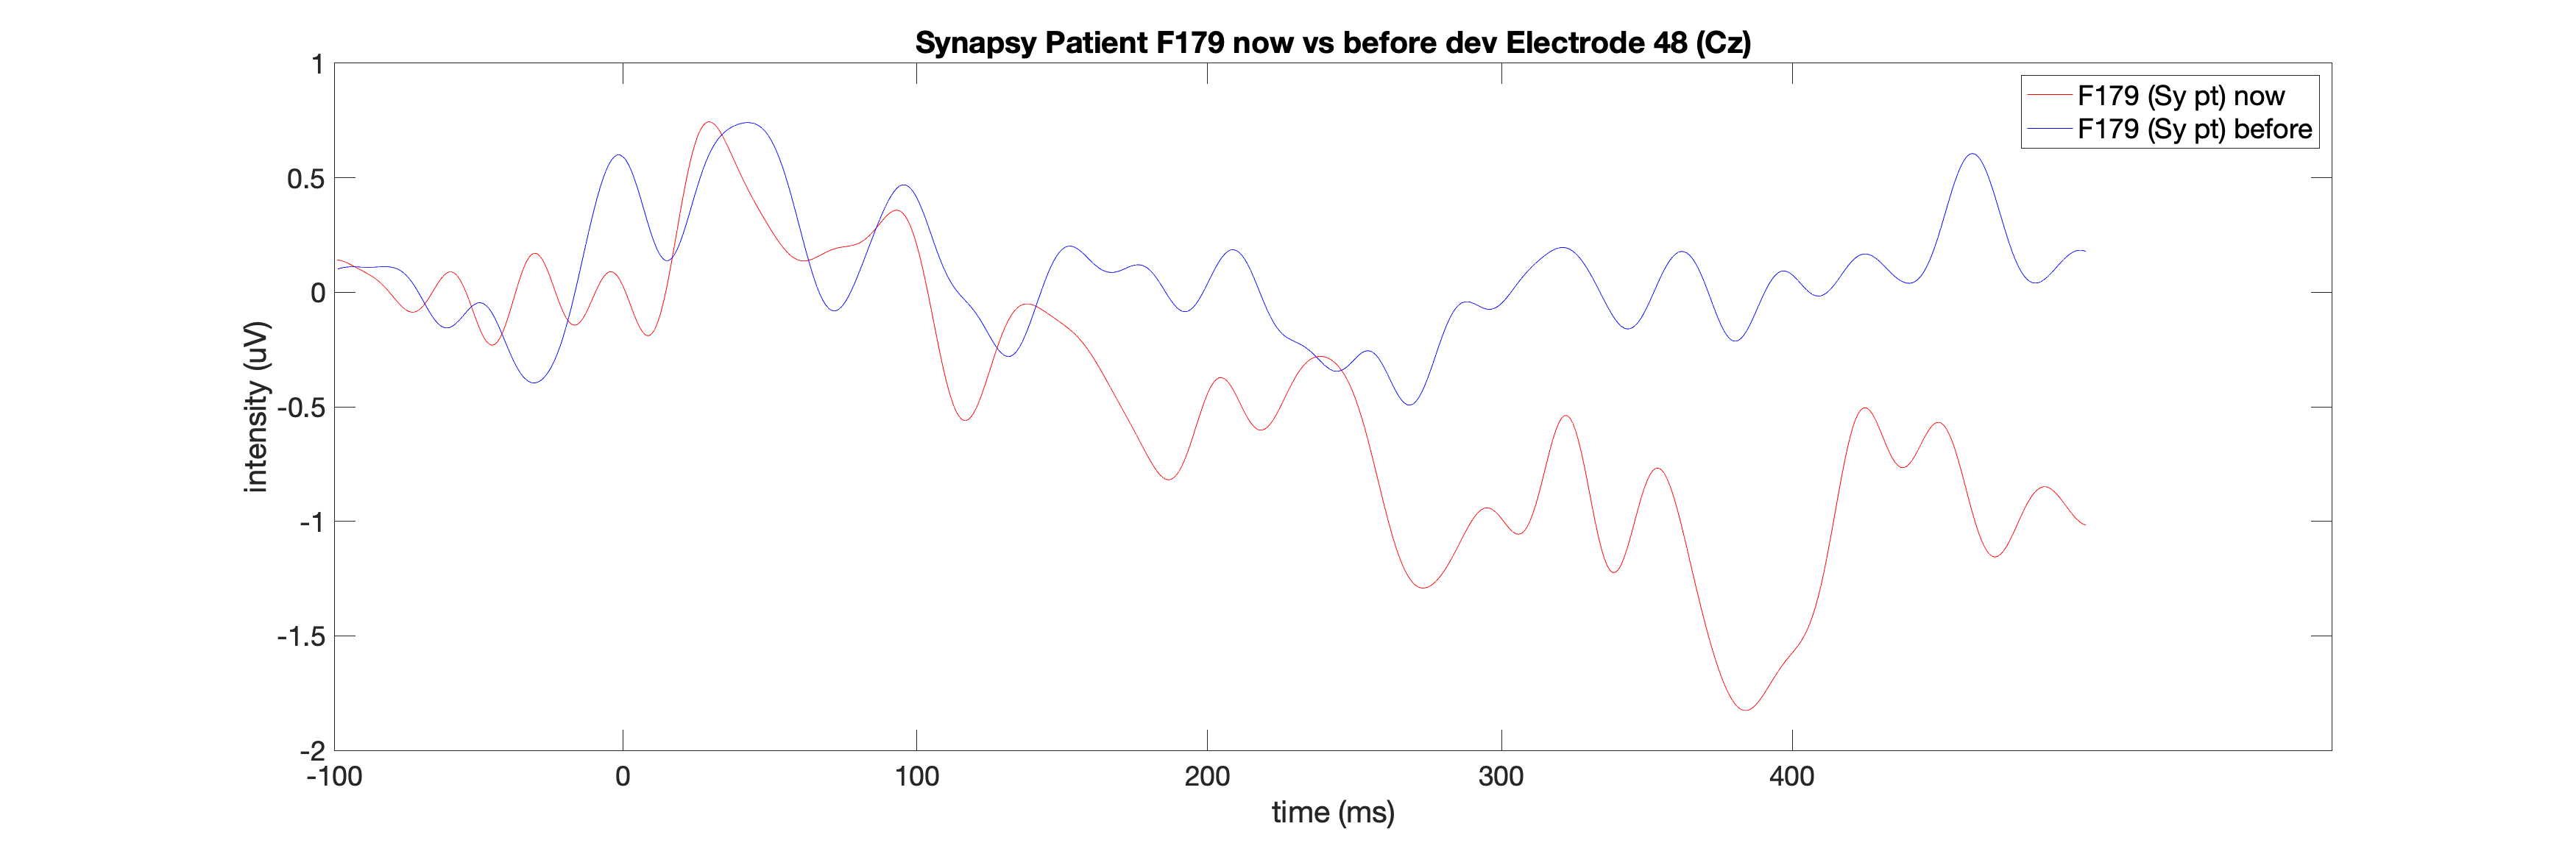 Synapsy Patient F179 now vs before dev Electrode 48 (Cz)
F179 (Sy pt) now
F179 (Sy pt) before
intensity (uV)
1
0.5
0
-0.5
-1
-1.5
-2
-100 0 100 200 300 400
time (ms)